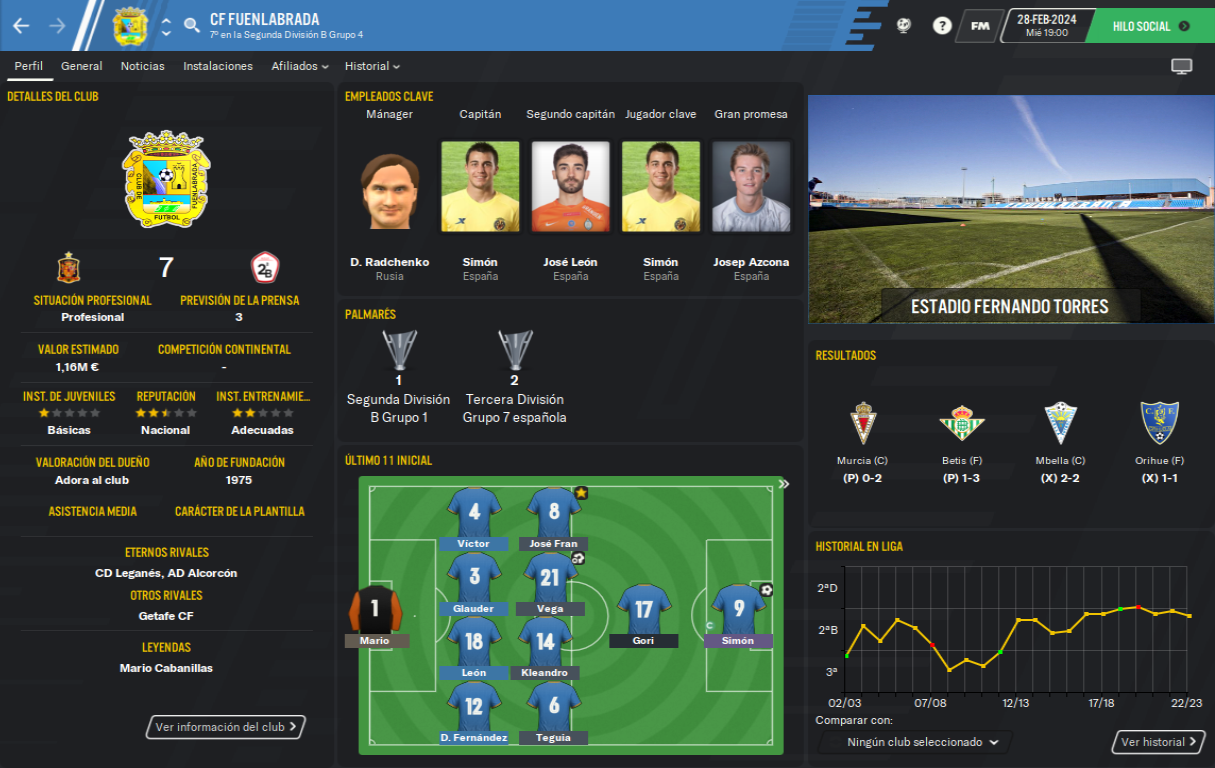 CF FUENLABRADA
7º en la Segunda División B Grupo 4
FM
28-FEB-2024
Mié 19:00
HILO SOCIAL
Perfil
General
Noticias
Instalaciones
Afiliados
Historial
DETALLES DEL CLUB
CLUB DE
FUENLABRADA
FUTBOL
7
2ªB
SITUACIÓN PROFESIONAL
Profesional
PREVISIÓN DE LA PRENSA
3
VALOR ESTIMADO
1,16M €
COMPETICIÓN CONTINENTAL
-
INST. DE JUVENILES
Básicas
REPUTACIÓN
Nacional
INST. ENTRENAMIE...
Adecuadas
VALORACIÓN DEL DUEÑO
Adora al club
AÑO DE FUNDACIÓN
1975
ASISTENCIA MEDIA
CARÁCTER DE LA PLANTILLA
ETERNOS RIVALES
CD Leganés, AD Alcorcón
OTROS RIVALES
Getafe CF
LEYENDAS
Mario Cabanillas
Ver información del club
EMPLEADOS CLAVE
Mánager
Capitán
Segundo capitán
Jugador clave
Gran promesa
D. Radchenko
Rusia
Simón
España
José León
España
Simón
España
Josep Azcona
España
PALMARÉS
1
Segunda División
B Grupo 1
2
Tercera División
Grupo 7 española
ÚLTIMO 11 INICIAL
4
Víctor
8
José Fran
3
Glauder
21
Vega
1
Mario
17
Gori
9
C
Simón
18
León
14
Kleandro
12
D. Fernández
6
Teguia
ESTADIO FERNANDO TORRES
RESULTADOS
Murcia (C)
(P) 0-2
Betis (F)
(P) 1-3
Mbella (C)
(X) 2-2
Orihue (F)
(X) 1-1
HISTORIAL EN LIGA
2ªD
2ªB
3ª
02/03
07/08
12/13
17/18
22/23
Comparar con:
Ningún club seleccionado
Ver historial